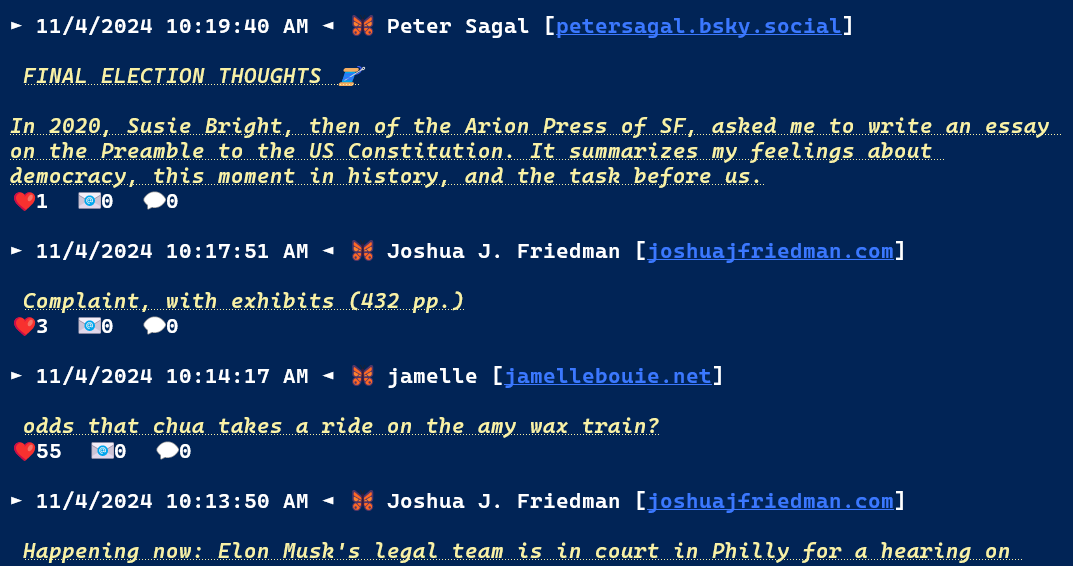 ► 11/4/2024 10:19:40 AM ◄ 🦋 Peter Sagal [petersagal.bsky.social]
FINAL ELECTION THOUGHTS 🪡
In 2020, Susie Bright, then of the Arion Press of SF, asked me to write an essay
on the Preamble to the US Constitution. It summarizes my feelings about
democracy, this moment in history, and the task before us.
❤️1 📧0 💬0
► 11/4/2024 10:17:51 AM ◄ 🦋 Joshua J. Friedman [joshuajfriedman.com]
Complaint, with exhibits (432 pp.)
❤️3 📧0 💬0
► 11/4/2024 10:14:17 AM ◄ 🦋 jamelle [jamellebouie.net]
odds that chua takes a ride on the amy wax train?
❤️55 📧0 💬0
► 11/4/2024 10:13:50 AM ◄ 🦋 Joshua J. Friedman [joshuajfriedman.com]
Happening now: Elon Musk's legal team is in court in Philly for a hearing on